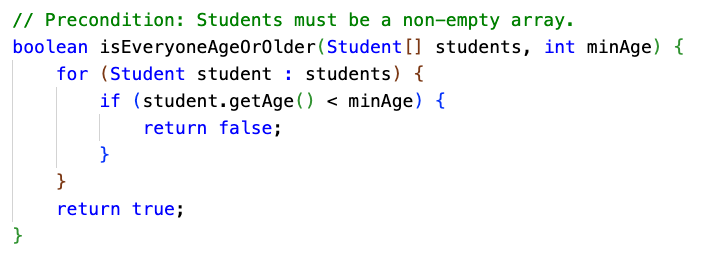 // Precondition: Students must be a non-empty array.
boolean isEveryoneAgeOrOlder(Student[] students, int minAge) {
    for (Student student : students) {
        if (student.getAge() < minAge) {
            return false;
        }
    }
    return true;
}